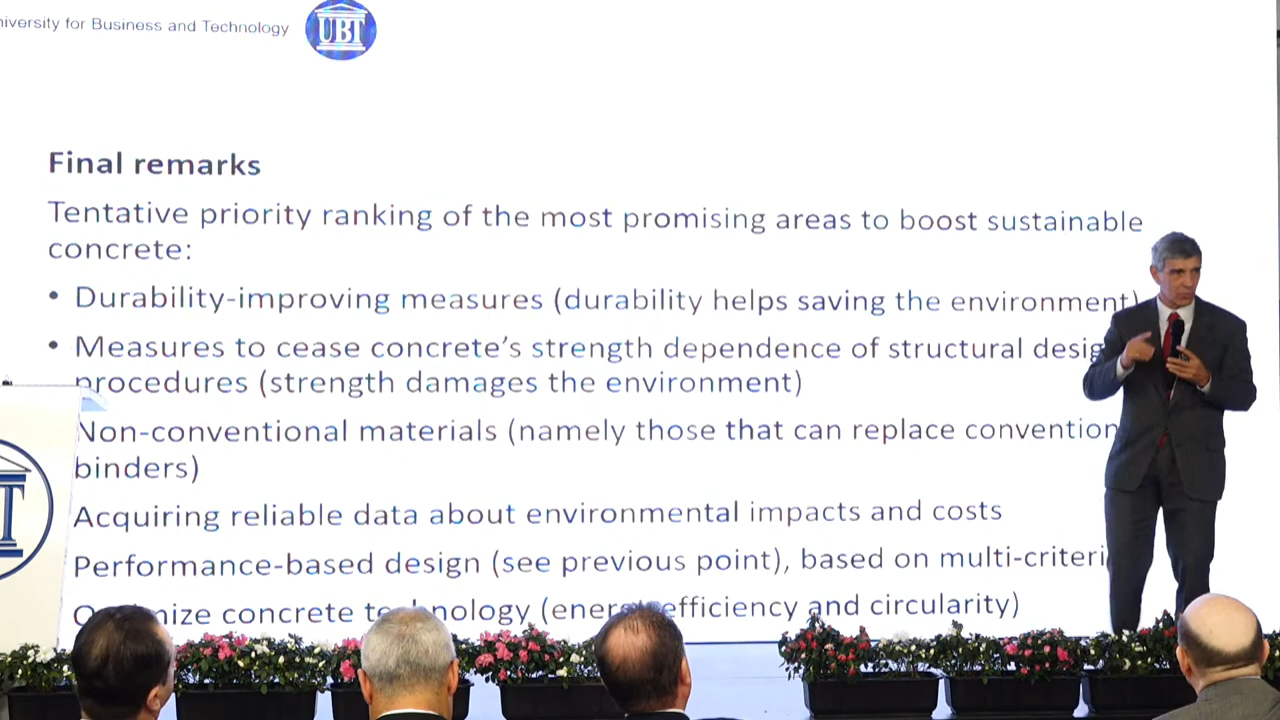 niversity for Business and Technology
UBT
Final remarks
Tentative priority ranking of the most promising areas to boost sustainable
concrete:
• Durability-improving measures (durability helps saving the environment)
• Measures to cease concrete's strength dependence of structural desig
procedures (strength damages the environment)
Non-conventional materials (namely those that can replace convention
binders)
Acquiring reliable data about environmental impacts and costs
Performance-based design (see previous point), based on multi-criteri
concrete efficiency and circularity)
T